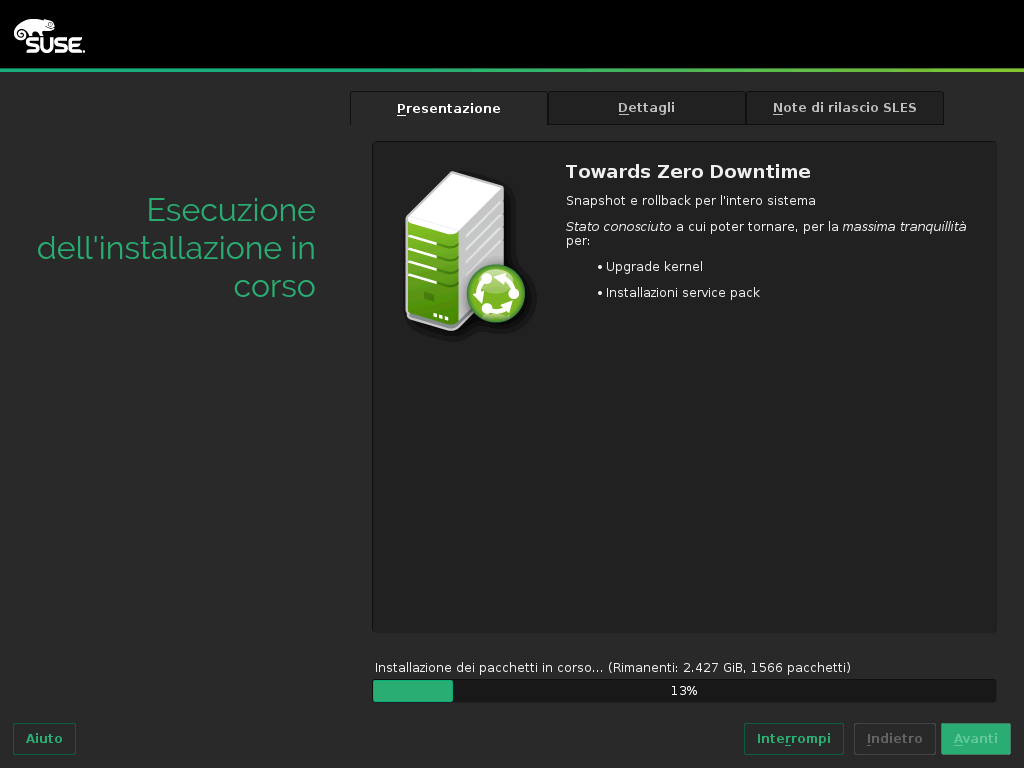 SUSE.
Presentazione
Dettagli
Note di rilascio SLES
Esecuzione
dell'installazione in
corso
Towards Zero Downtime
Snapshot e rollback per l'intero sistema
Stato conosciuto a cui poter tornare, per la massima tranquillità
per:
• Upgrade kernel
• Installazioni service pack
Installazione dei pacchetti in corso... (Rimanenti: 2.427 GiB, 1566 pacchetti)
13%
Aiuto
Interrompi
Indietro
Avanti